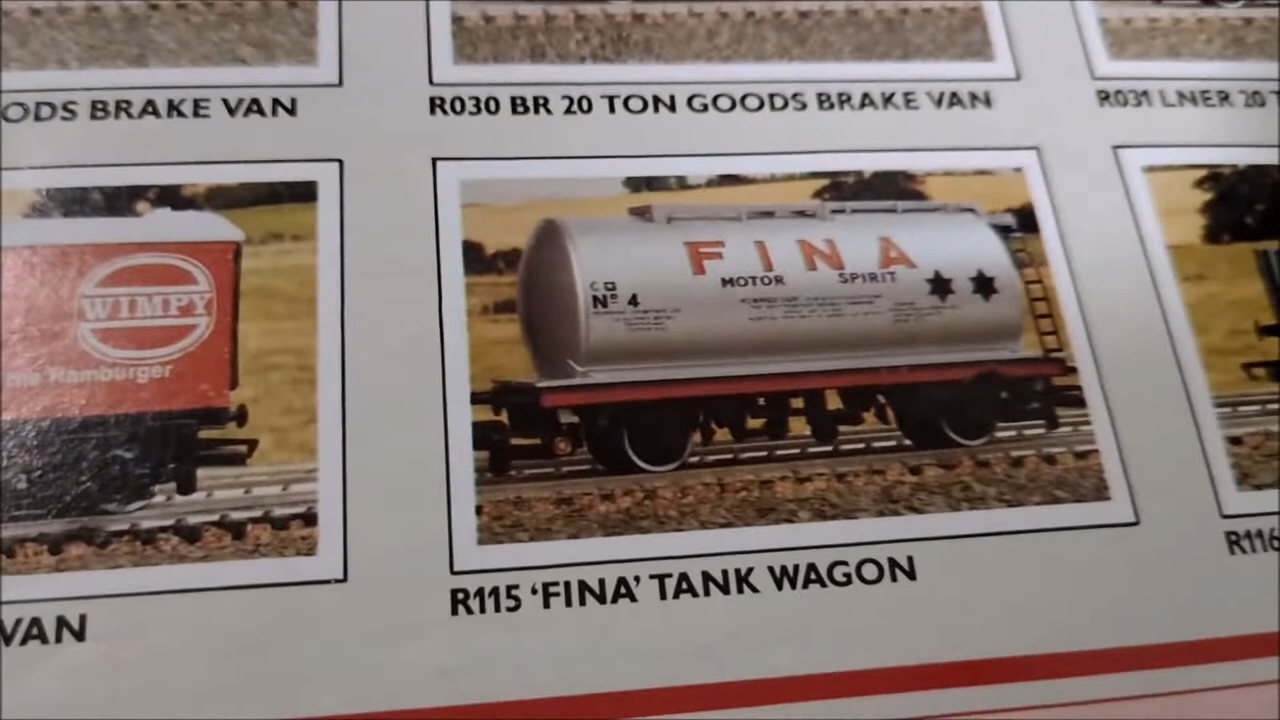 ODS BRAKE VAN
R030 BR 20 TON GOODS BRAKE VAN
R031 LNER 20 T
WIMPY
Hamburger
FINA
MOTOR SPIRIT
Nº 4
VAN
R115 ‘FINA’ TANK WAGON
R116